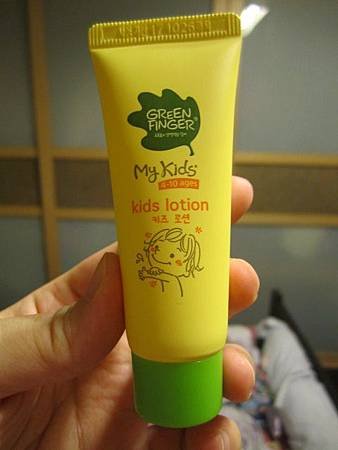 GREEN
FINGER
My Kids
4-10 ages
kids lotion
키즈 로션